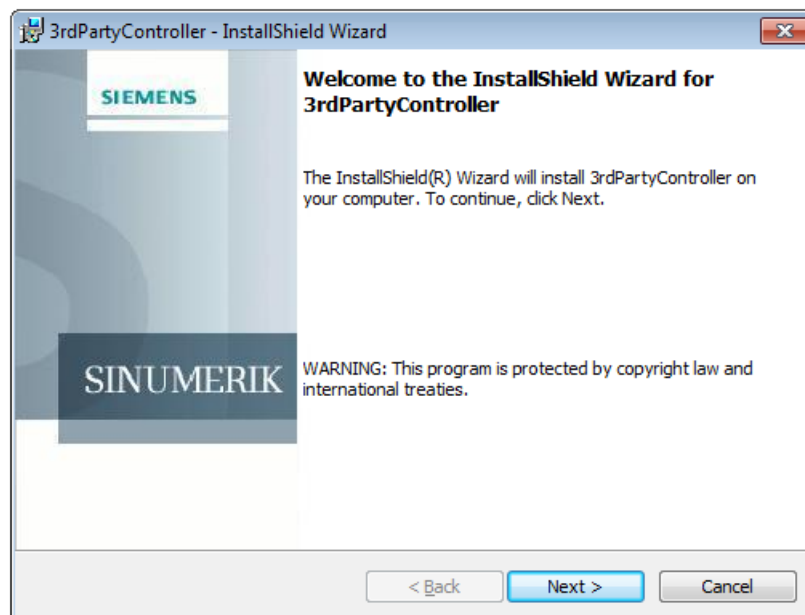 3rdPartyController - InstallShield Wizard
SIEMENS
Welcome to the InstallShield Wizard for
3rdPartyController
The InstallShield(R) Wizard will install 3rdPartyController on
your computer. To continue, click Next.
SINUMERIK
WARNING: This program is protected by copyright law and
international treaties.
< Back
Next >
Cancel